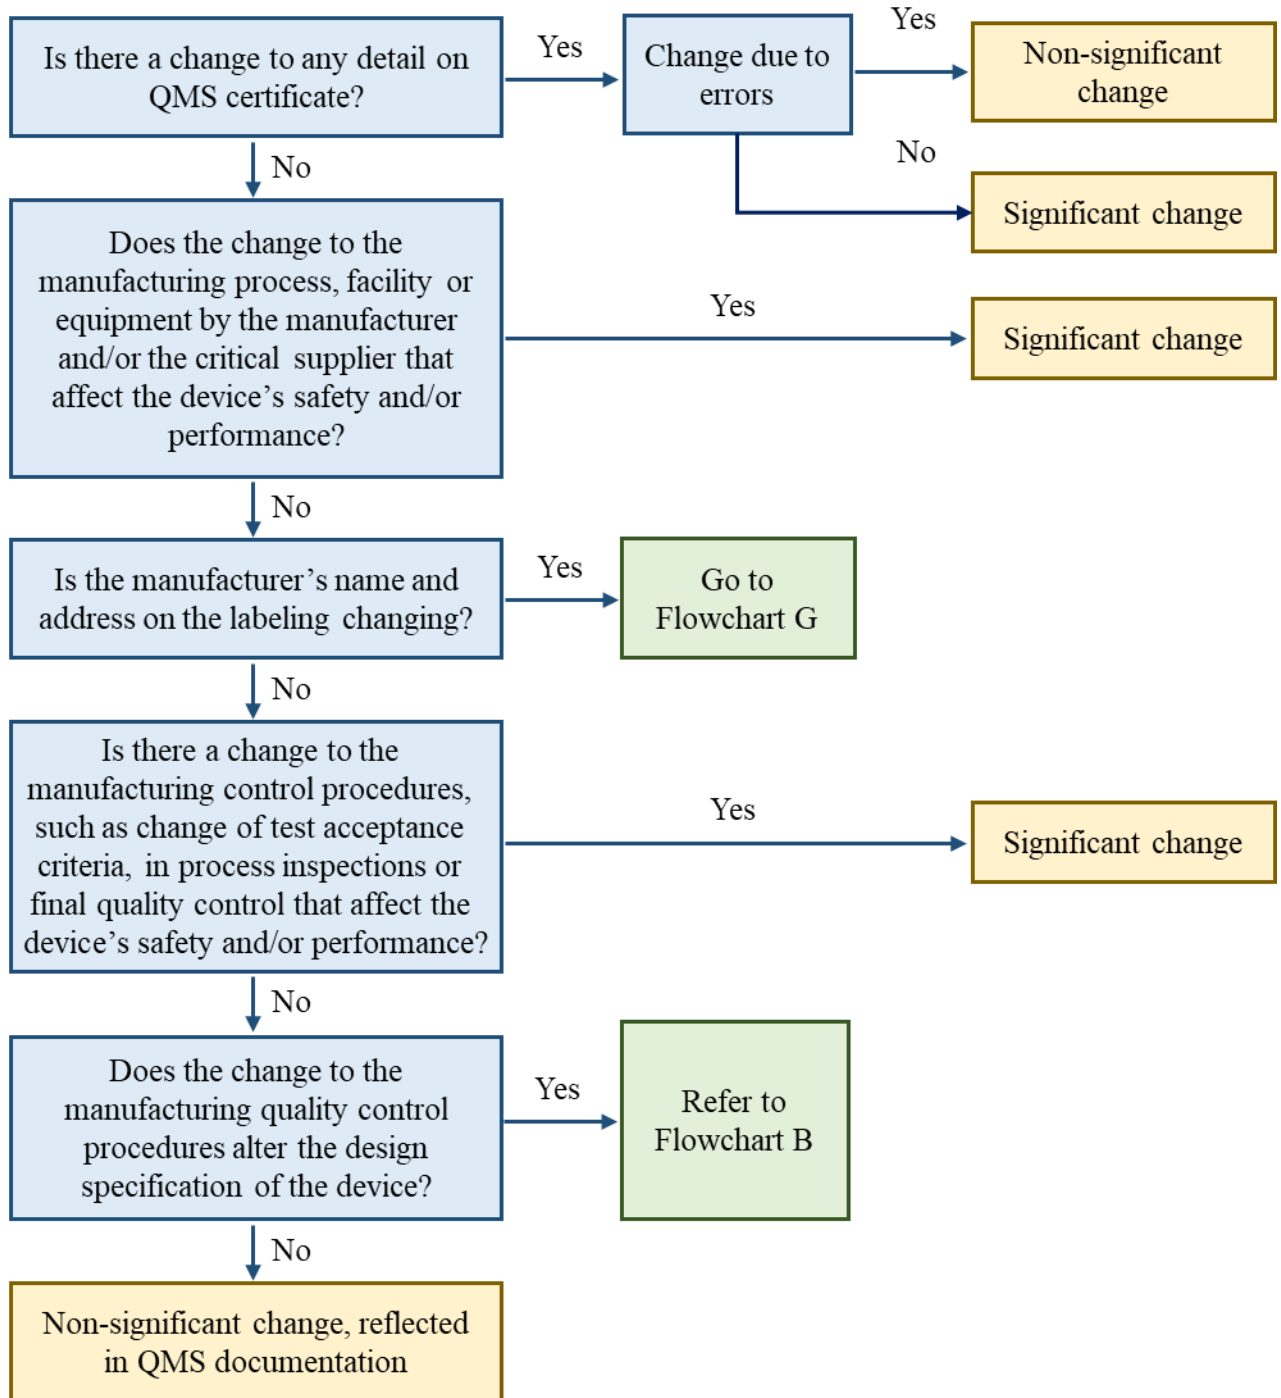 Is there a change to any detail on
QMS certificate?
Yes
Change due to
errors
Yes
Non-significant
change
No
Significant change
No
Does the change to the
manufacturing process, facility or
equipment by the manufacturer
and/or the critical supplier that
affect the device’s safety and/or
performance?
Yes
Significant change
No
Is the manufacturer’s name and
address on the labeling changing?
Yes
Go to
Flowchart G
No
Is there a change to the
manufacturing control procedures,
such as change of test acceptance
criteria, in process inspections or
final quality control that affect the
device’s safety and/or performance?
Yes
Significant change
No
Does the change to the
manufacturing quality control
procedures alter the design
specification of the device?
Yes
Refer to
Flowchart B
No
Non-significant change, reflected
in QMS documentation